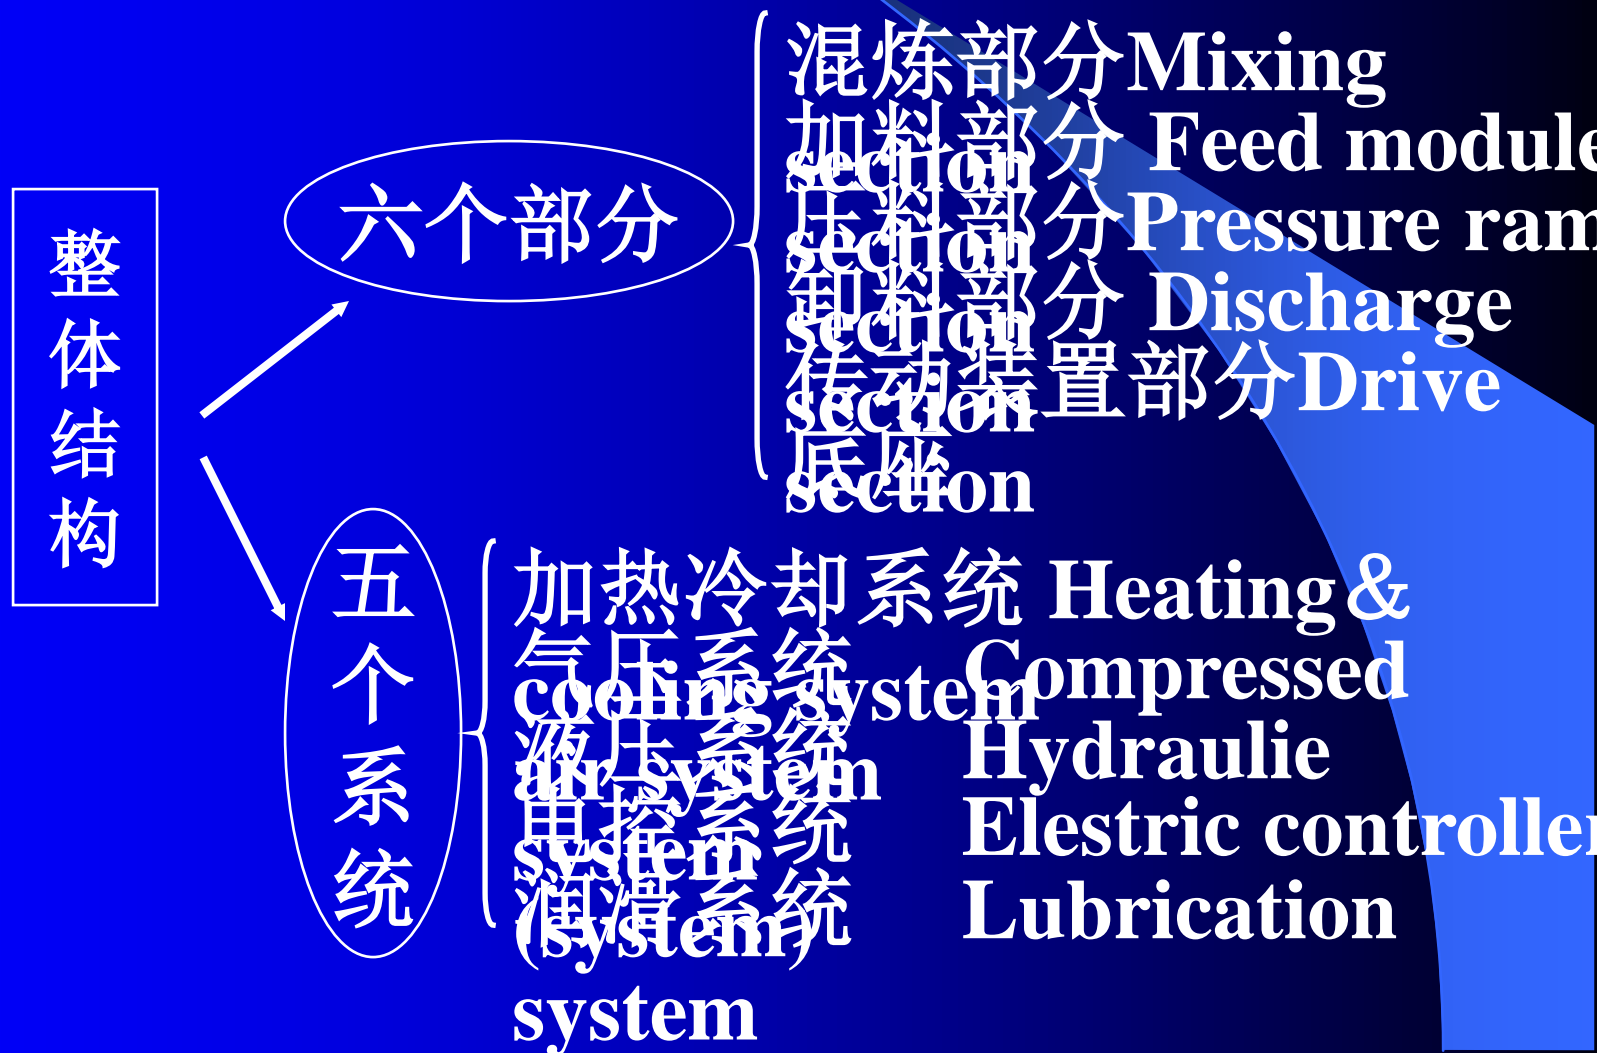 整
体
结
构
六个部分
混炼部分Mixing
section
加料部分 Feed module
section
压料部分Pressure ram
section
卸料部分 Discharge
section
传动装置部分Drive
section
底座
五
个
系
统
加热冷却系统 Heating＆
cooling system
气压系统 Compressed
air system
液压系统 Hydraulie
system
电控系统 Elestric controller
(system)
润滑系统 Lubrication
system